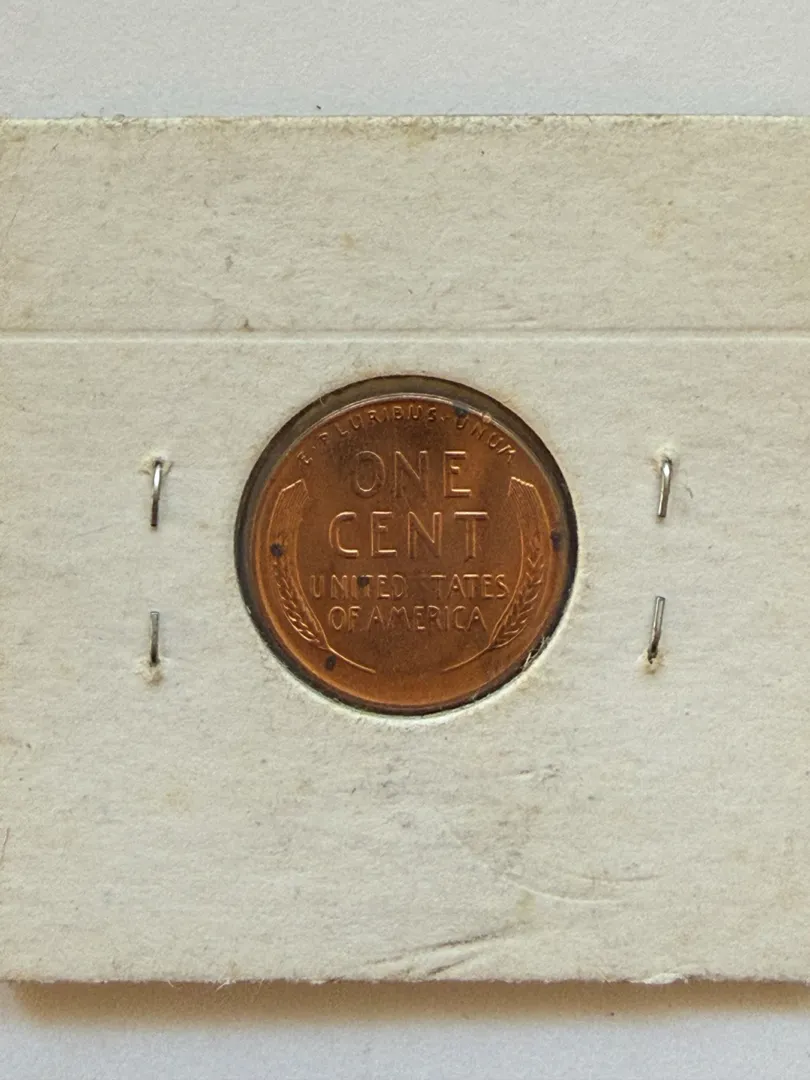 E·PLURIBUS·UNUM
ONE
CENT
UNITED STATES
OF AMERICA